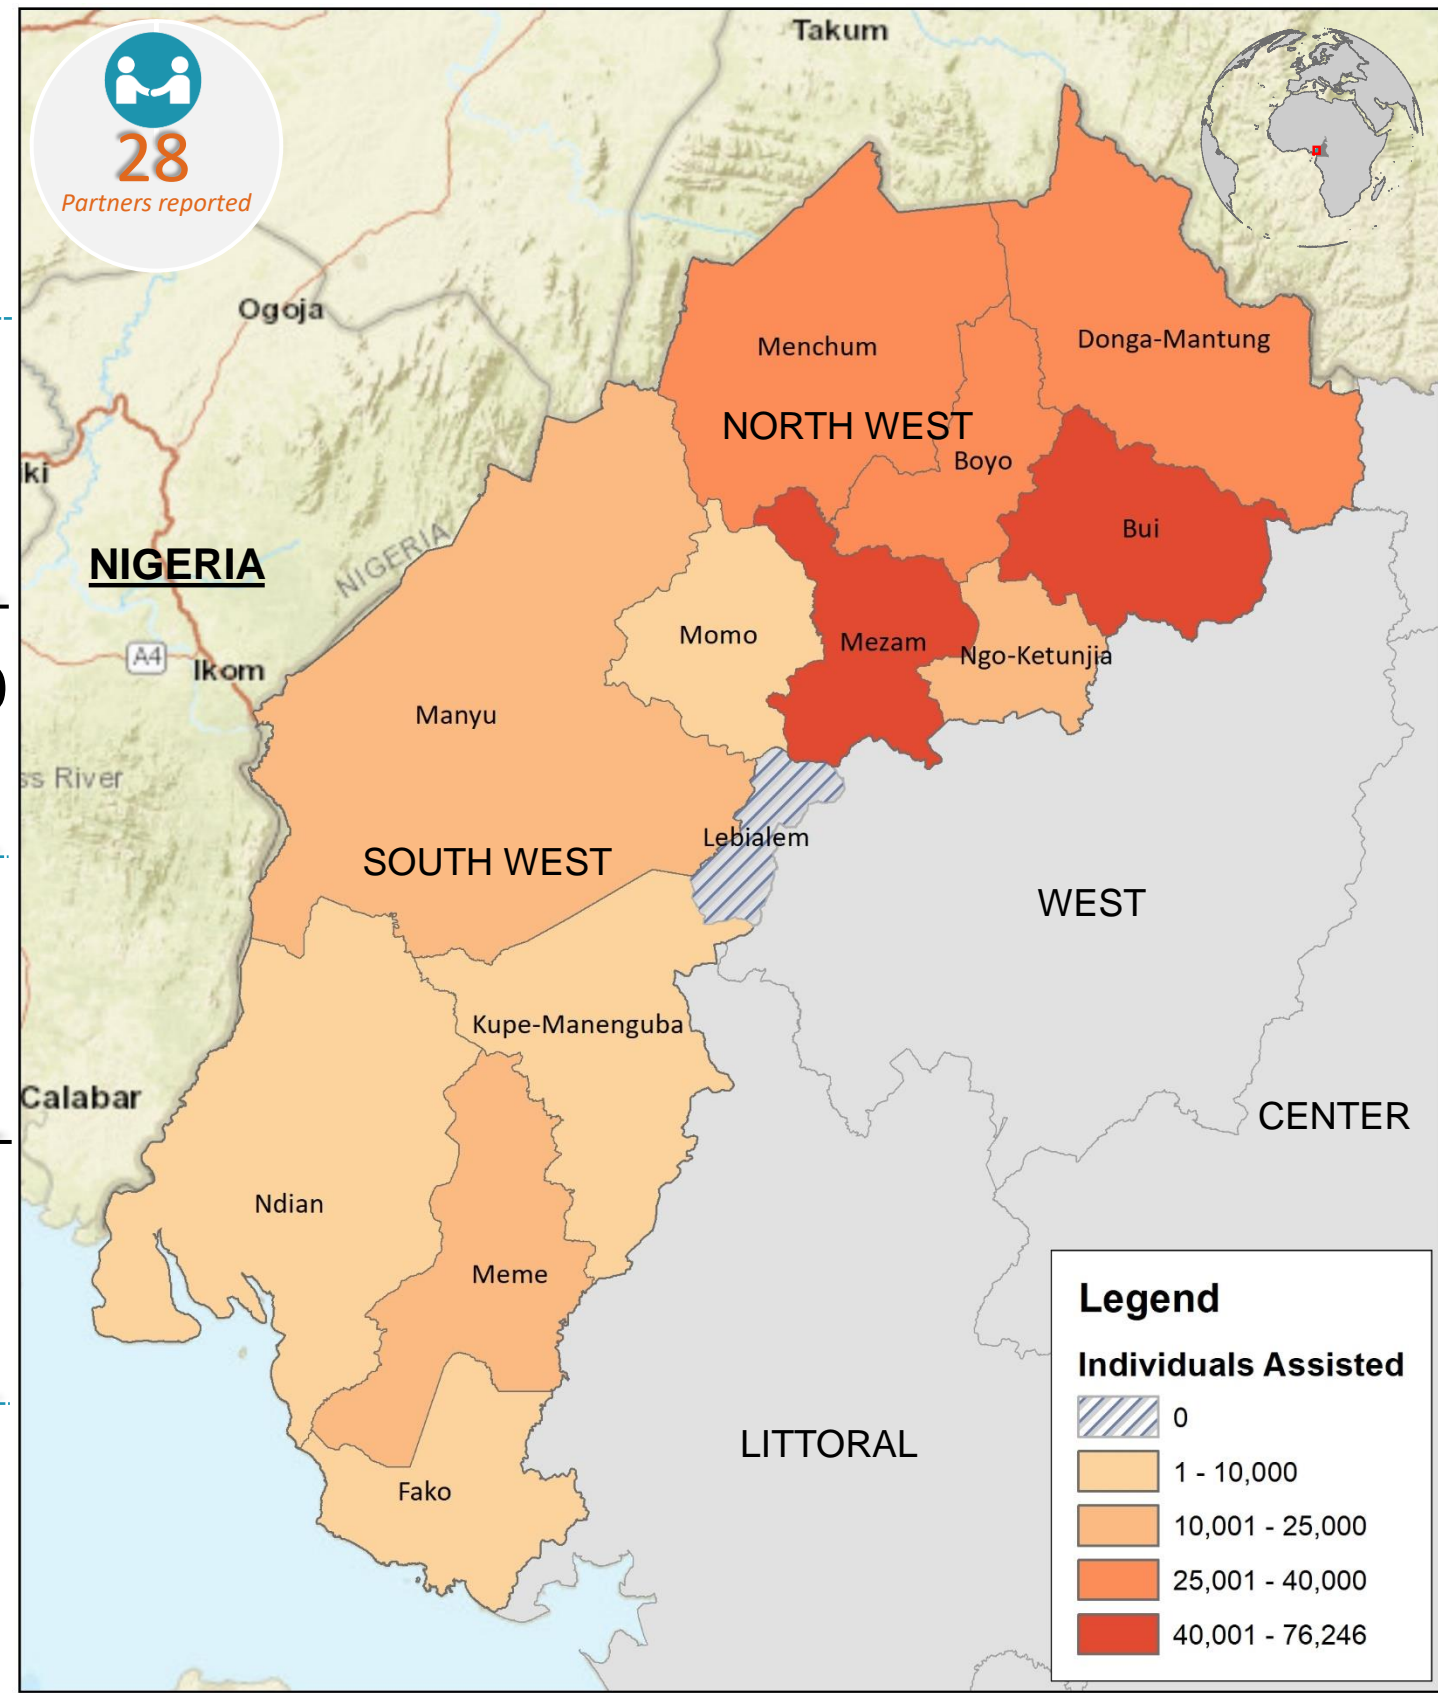 Takum
28
Partners reported
Ogoja
Menchum
Donga-Mantung
NORTH WEST
Boyo
Bui
NIGERIA
NIGERIA
Momo
Mezam
Ngo-Ketunjia
A4
Ikom
Manyu
ss River
Lebialem
SOUTH WEST
WEST
Kupe-Manenguba
Calabar
CENTER
Ndian
Meme
Legend
Individuals Assisted
0
1 - 10,000
10,001 - 25,000
25,001 - 40,000
40,001 - 76,246
LITTORAL
Fako